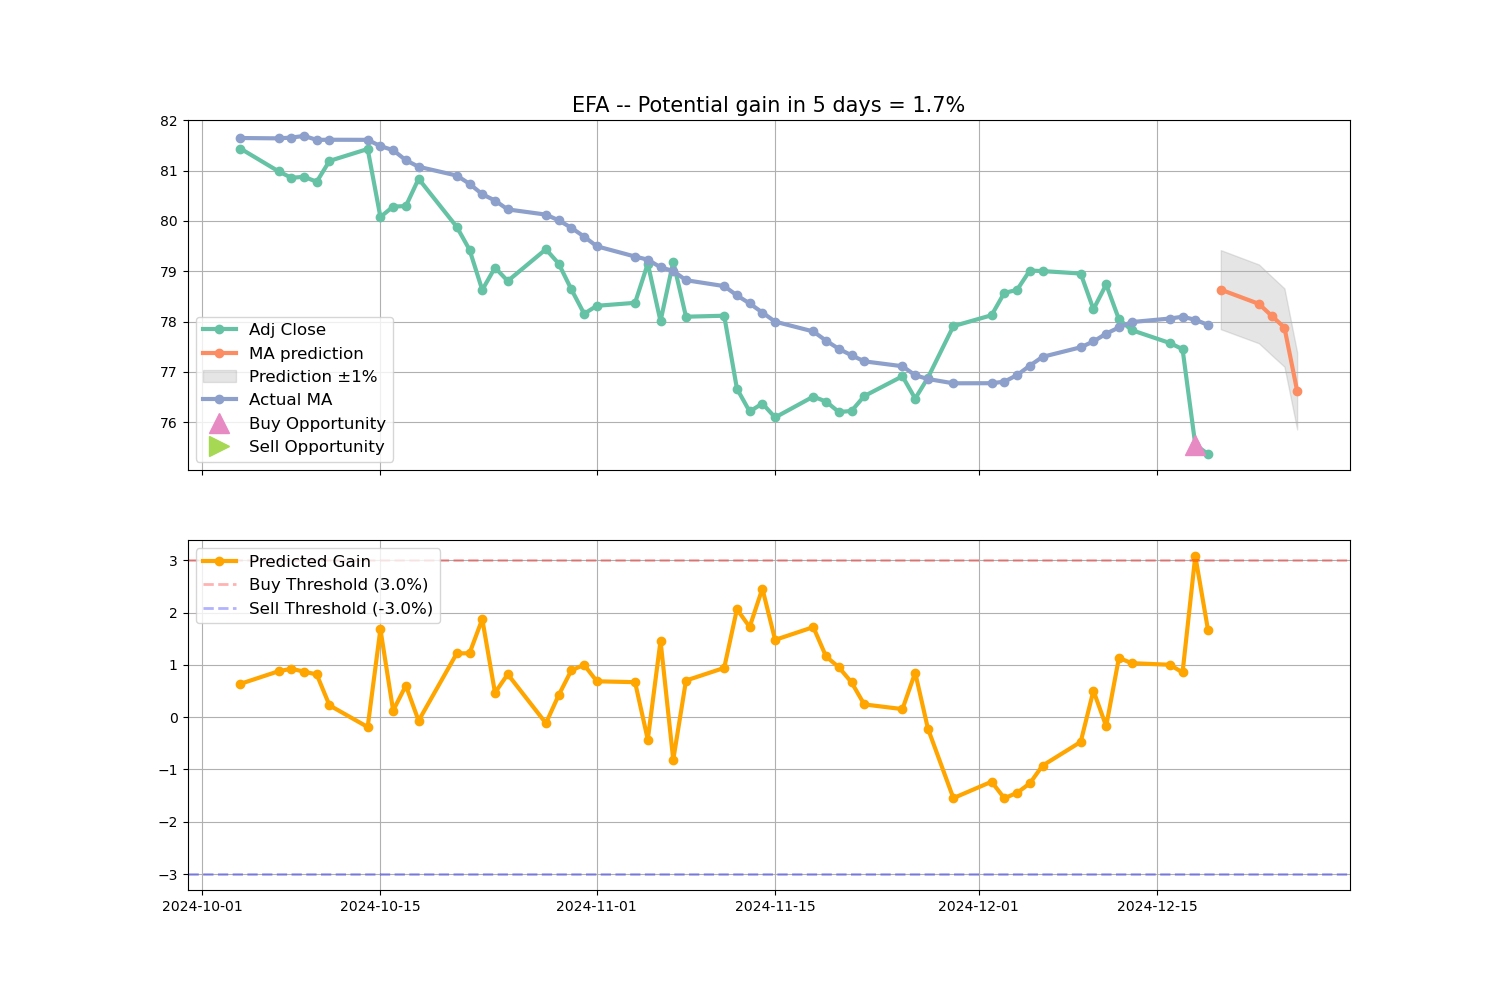 EFA -- Potential gain in 5 days = 1.7%
82
81
80
79
78
77
76
Adj Close
MA prediction
Prediction ±1%
Actual MA
Buy Opportunity
Sell Opportunity
3
2
1
0
−1
−2
−3
Predicted Gain
Buy Threshold (3.0%)
Sell Threshold (-3.0%)
2024-10-01
2024-10-15
2024-11-01
2024-11-15
2024-12-01
2024-12-15